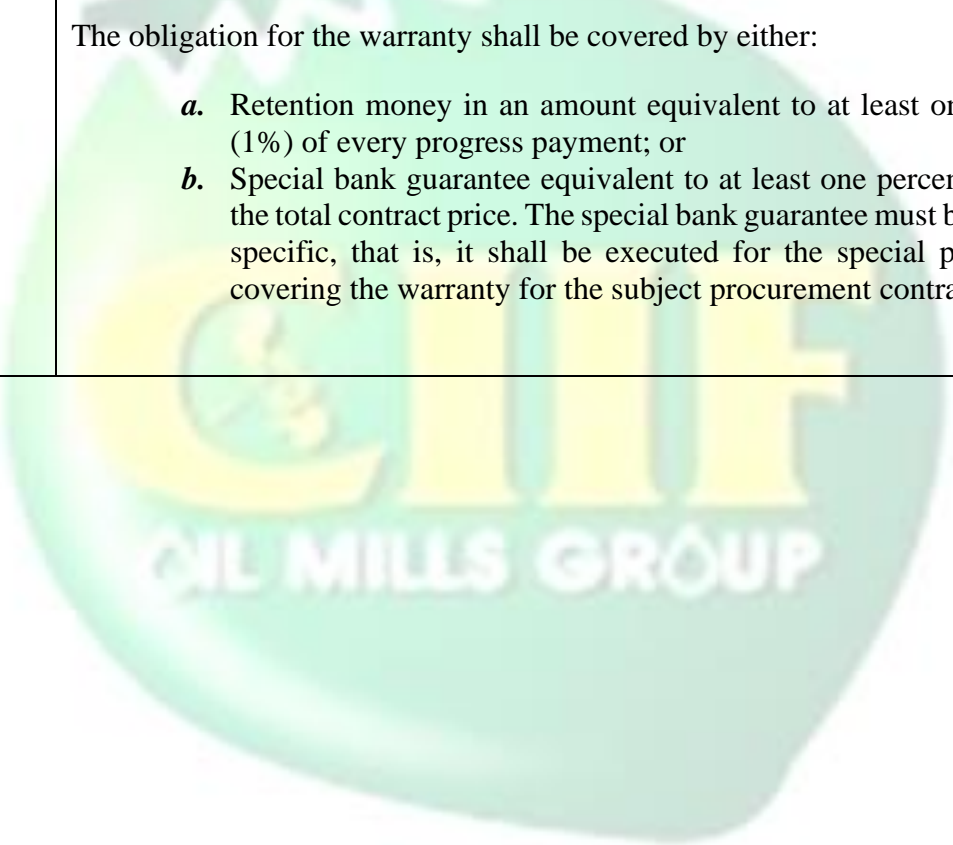 The obligation for the warranty shall be covered by either:
a. Retention money in an amount equivalent to at least
(1%) of every progress payment; or
b. Special bank guarantee equivalent to at least one
the total contract price. The special bank guarantee must
specific, that is, it shall be executed for the special
covering the warranty for the subject procurement
CIIF
OIL MILLS GROUP